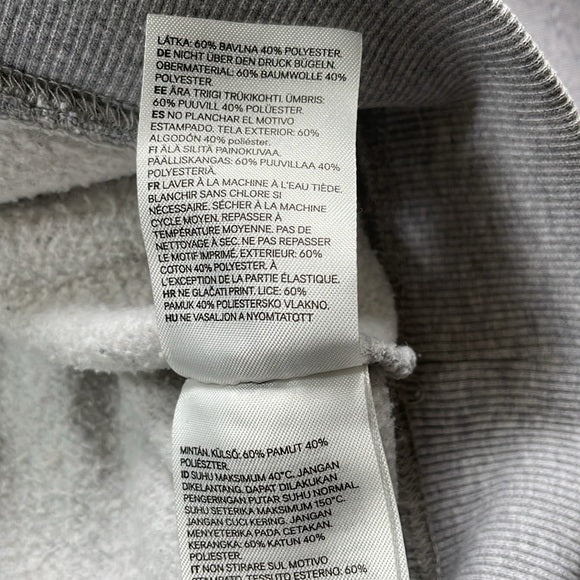 LÁTKA: 60% BAVLNA 40% POLYESTER.
DE NICHT ÜBER DEN DRUCK BÜGELN.
OBERMATERIAL: 60% BAUMWOLLE 40%
POLYESTER
EE ÄRA TRIIGI TRÜKIKOHTI. ÜMBRIS:
60% PUUVILL 40% POLÜESTER.
ES NO PLANCHAR EL MOTIVO
ESTAMPADO. TELA EXTERIOR: 60%
ALGODÓN 40% poliéster.
FI ÄLÄ SILITÄ PAINOKUVAA.
PÄÄLLISKANGAS: 60% PUUVILLAA 40%
POLYESTERIÄ.
FR LAVER À LA MACHINE À L'EAU TIÈDE.
BLANCHIR SANS CHLORE SI
NÉCESSAIRE. SÉCHER À LA MACHINE
CYCLE MOYEN. REPASSER À
TEMPÉRATURE MOYENNE. PAS DE
NETTOYAGE À SEC. NE PAS REPASSER
LE MOTIF IMPRIMÉ. EXTERIEUR: 60%
COTON 40% POLYESTER. À
L'EXCEPTION DE LA PARTIE ÉLASTIQUE.
HR NE GLAČATI PRINT. LICE: 60%
PAMUK 40% POLIESTERSKO VLAKNO.
HU NE VASALJON A NYOMTATOTT
MINTÁN. KÜLSŐ: 60% PAMUT 40%
POLIÉSZTER.
ID SUHU MAKSIMUM 40°C. JANGAN
DIKELANTANG. DAPAT DILAKUKAN
PENGERINGAN PUTAR SUHU NORMAL.
SUHU SETERIKA MAKSIMUM 150°C.
JANGAN CUCI KERING. JANGAN
MENYETERIKA PADA CETAKAN.
KERANGKA: 60% KATUN 40%
POLIESTER.
IT NON STIRARE SUL MOTIVO
STAMPATO. TESSUTO ESTERNO: 60%